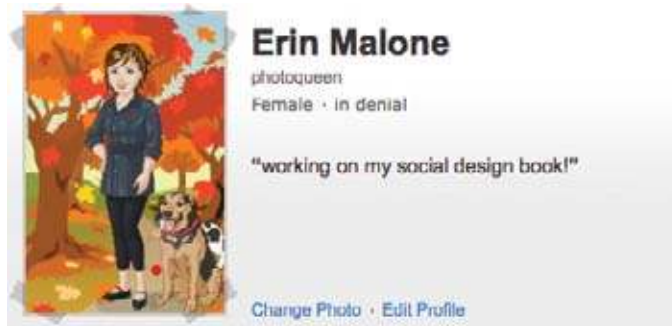 Erin Malone
photoqueen
Female · in denial
"working on my social design book!"
Change Photo · Edit Profile